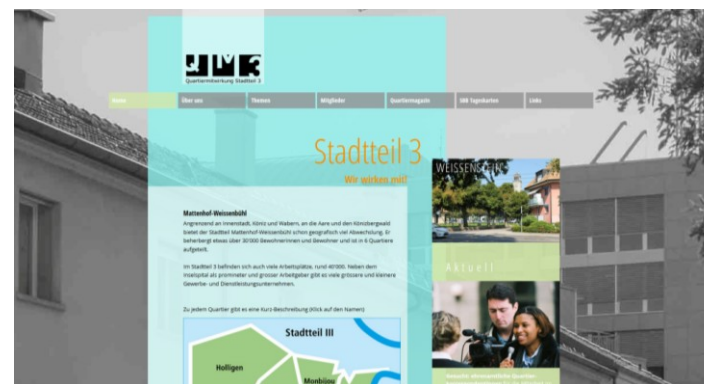 QM3
Quartiermitwirkung Stadtteil 3
Home Über uns Themen Mitglieder Quartiermagazin SBB Tageskarten Links
Stadtteil 3
Wir wirken mit!
WEISSENSTEIN
Mattenhof-Weissenbühl
Angrenzend an Innenstadt, Köniz und Wabern, an die Aare und den Könizbergwald
bietet der Stadtteil Mattenhof-Weissenbühl schon geografisch viel Abwechslung. Er
beherbergt etwas über 30'000 Bewohnerinnen und Bewohner und ist in 6 Quartiere
aufgeteilt.
Im Stadtteil 3 befinden sich auch viele Arbeitsplätze, rund 40'000. Neben dem
Inselspital als prominenter und grosser Arbeitgeber gibt es viele grössere und kleinere
Gewerbe- und Dienstleistungsunternehmen.
Zu jedem Quartier gibt es eine Kurz-Beschreibung (Klick auf den Namen)
Aktuell
Stadtteil III
Holligen
Monbijou